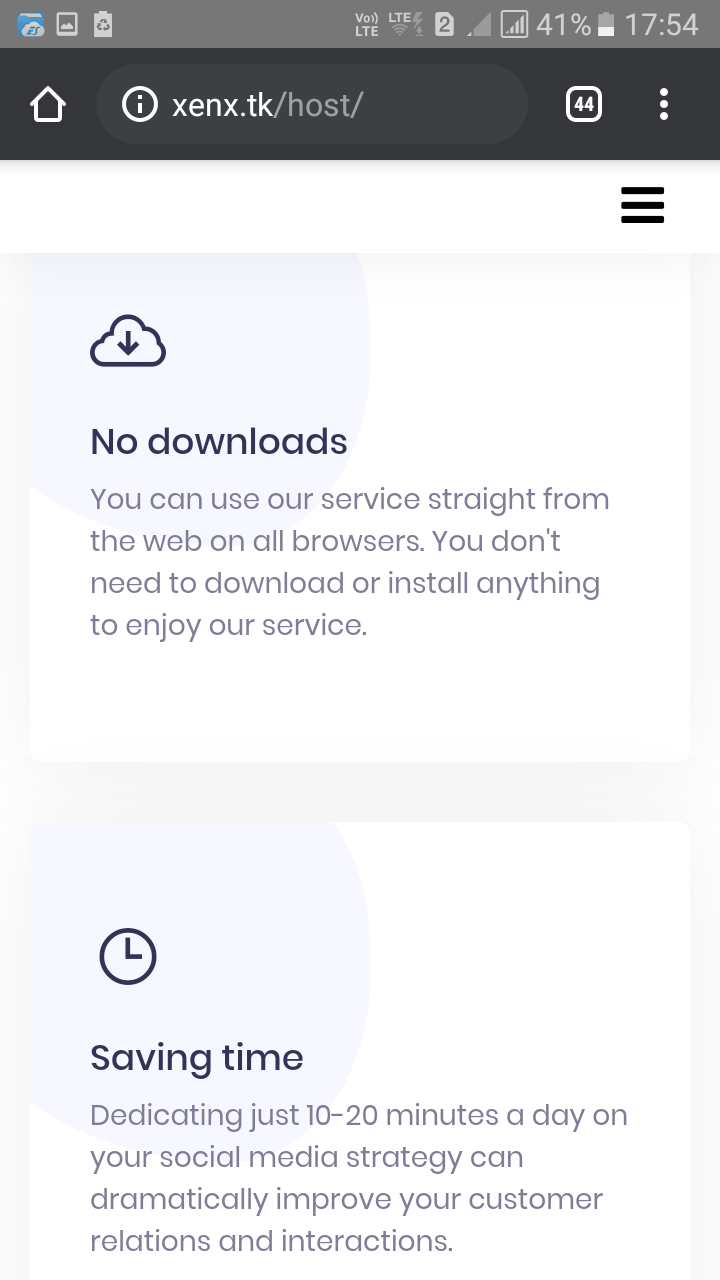 Vo)) LTE LTE 2 41% 17:54
xenx.tk/host/ 44
No downloads
You can use our service straight from
the web on all browsers. You don't
need to download or install anything
to enjoy our service.
Saving time
Dedicating just 10-20 minutes a day on
your social media strategy can
dramatically improve your customer
relations and interactions.